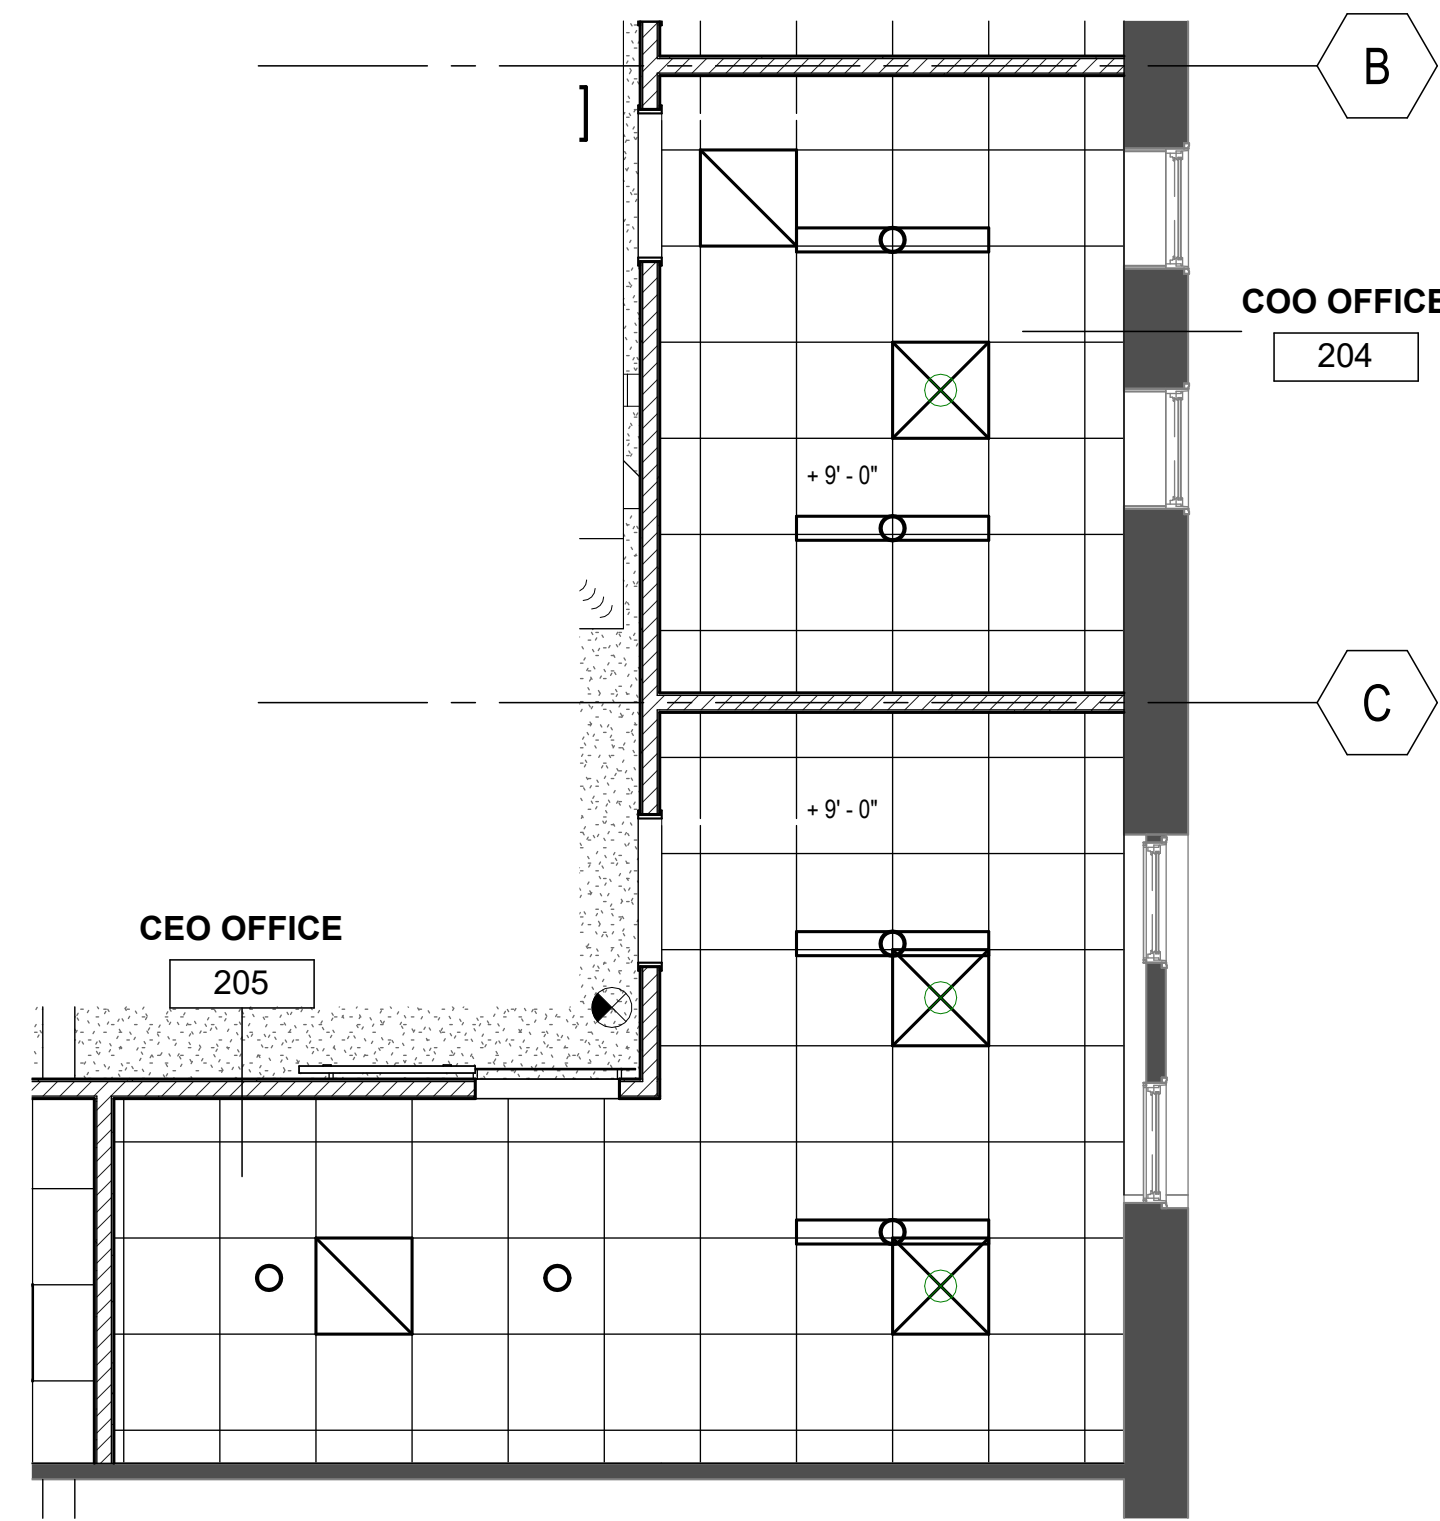 B
COO OFFICE
204
+ 9' - 0"
C
+ 9' - 0"
CEO OFFICE
205